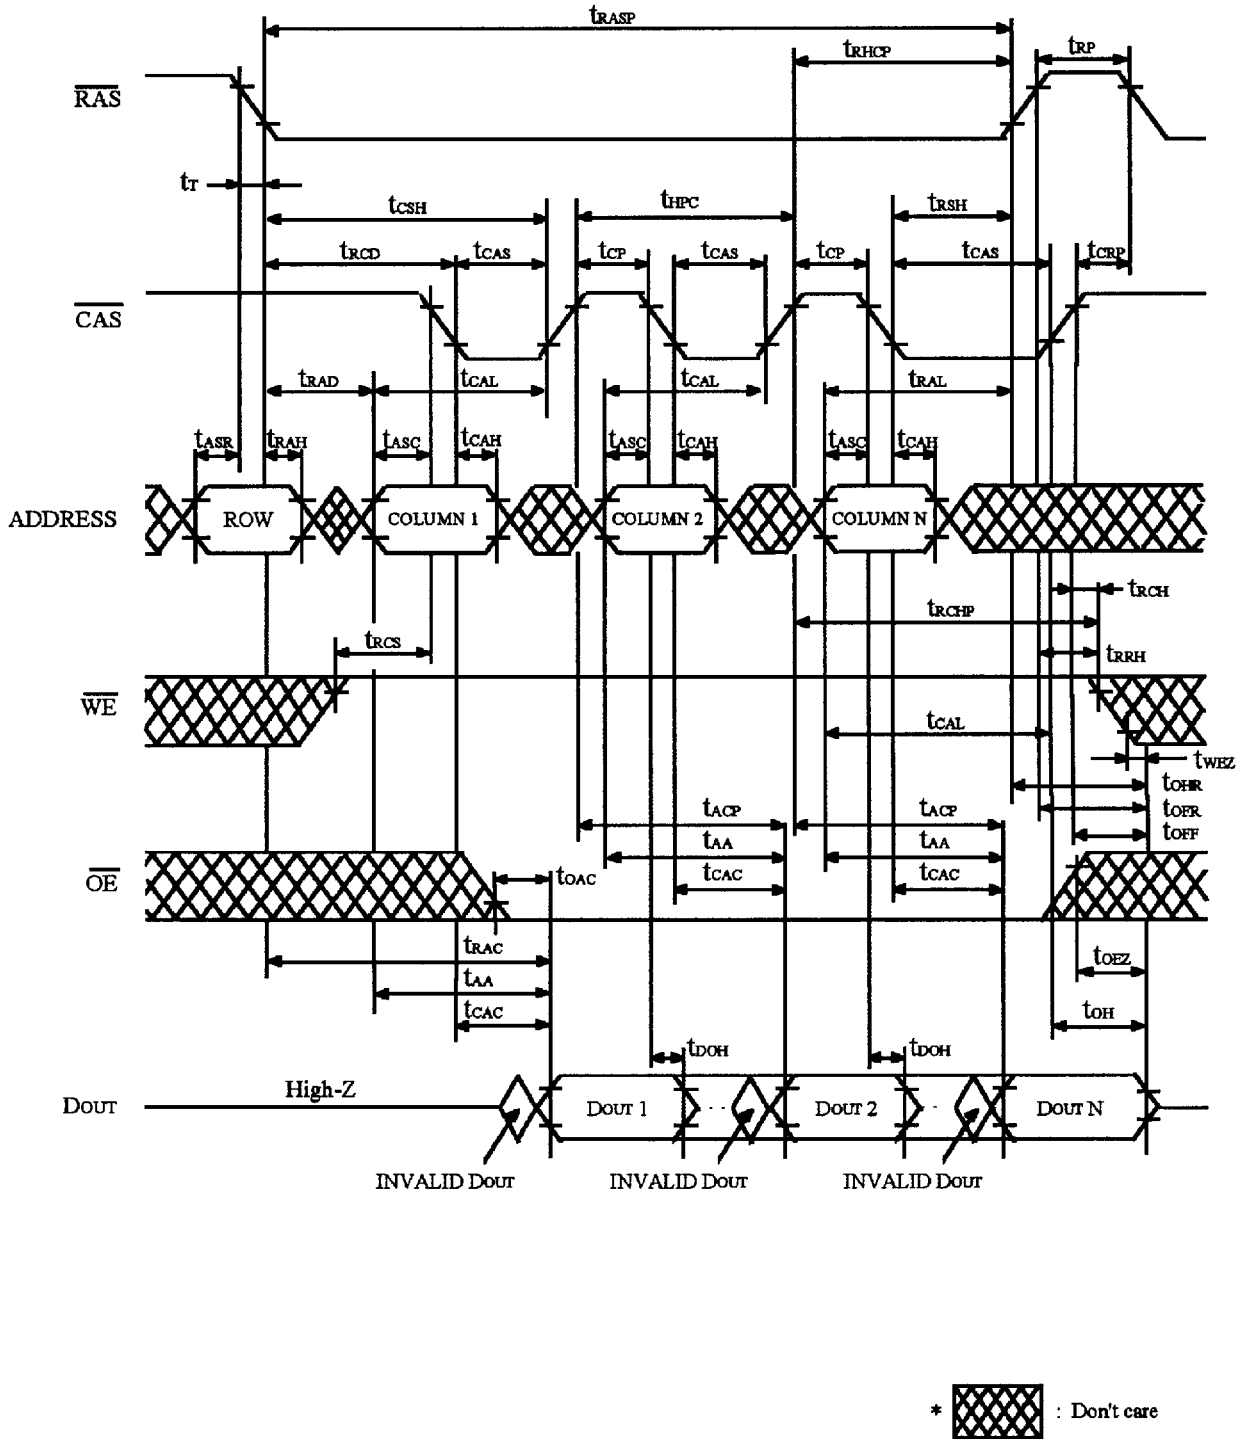 tRASP
tRHCP tRP
RAS
tT
tCSH tHPC tRSH
tRCD tCAS tCP tCAS tCP tCAS tCRP
CAS
tRAD tCAL tCAL tRAL
tASR tRAH tASC tCAH tASC tCAH tASC tCAH
ADDRESS ROW COLUMN 1 COLUMN 2 COLUMN N
tRCH
tRCHP
tRCS tRRH
WE
tCAL
tWEZ
tOHR
tACP tACP tOFR
tAA tAA tOFF
OE tOAC tCAC tCAC
tRAC tOEZ
tAA
tCAC tOH
tDOH tDOH
High-Z
DOUT DOUT 1 DOUT 2 DOUT N
INVALID DOUT INVALID DOUT INVALID DOUT
* : Don't care